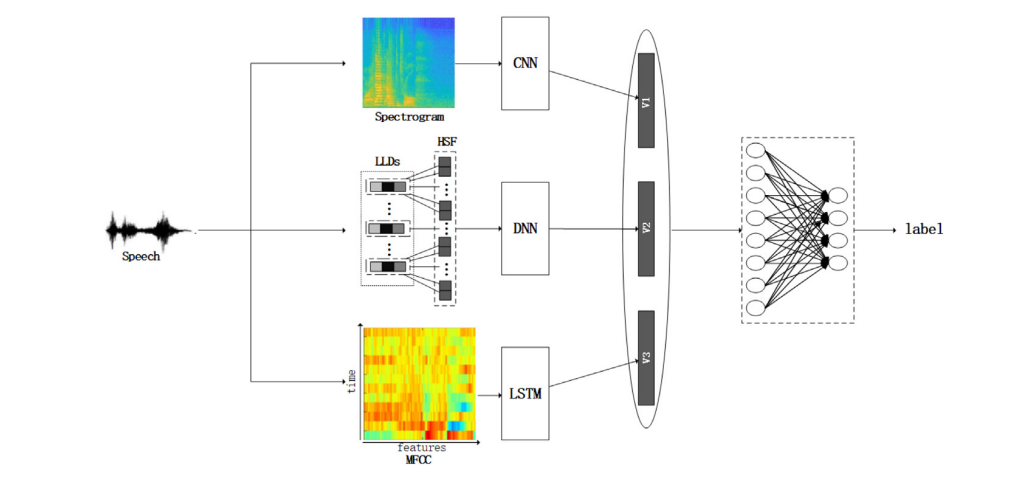 Spectrogram
CNN
V1
HSF
LLDs
Speech
DNN
V2
label
time
features
MFCC
LSTM
V3